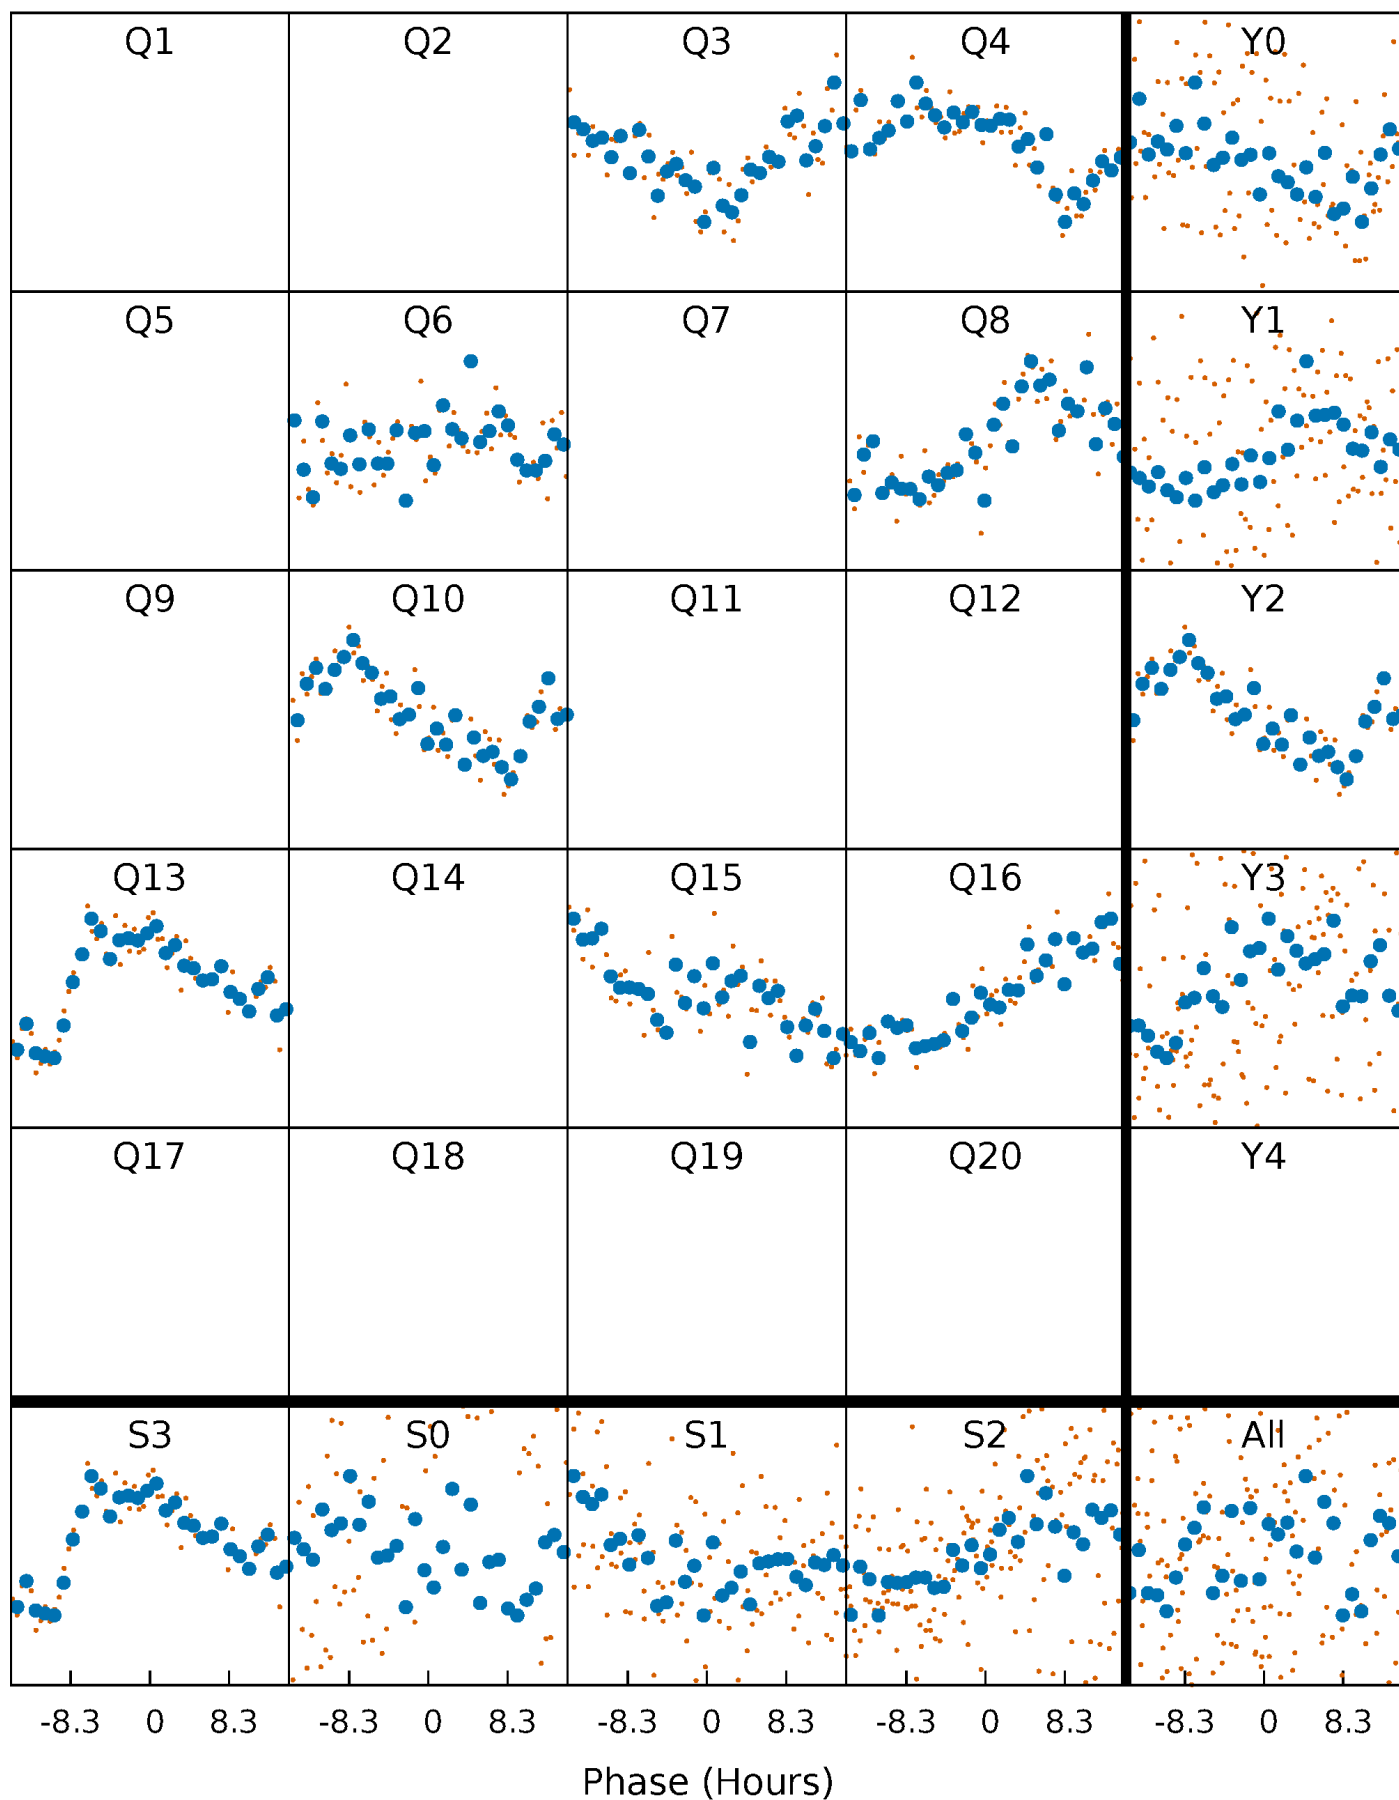 Q1 Q2 Q3 Q4 Y0
Q5 Q6 Q7 Q8 Y1
Q9 Q10 Q11 Q12 Y2
Q13 Q14 Q15 Q16 Y3
Q17 Q18 Q19 Q20 Y4
S3 S0 S1 S2 All
-8.3 0 8.3 -8.3 0 8.3 -8.3 0 8.3 -8.3 0 8.3 -8.3 0 8.3
Phase (Hours)